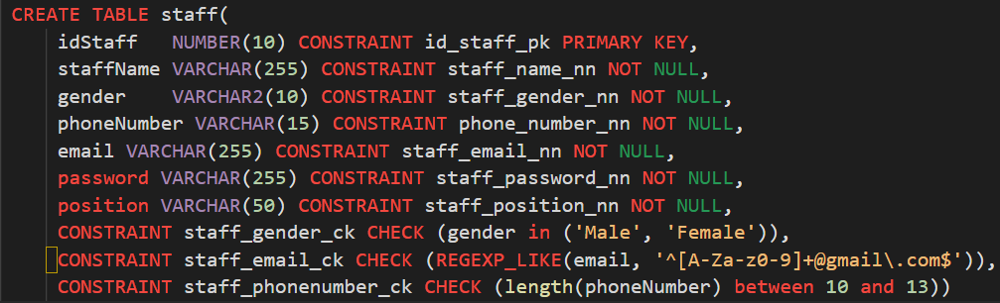 CREATE TABLE staff(
idStaff NUMBER(10) CONSTRAINT id_staff_pk PRIMARY KEY,
staffName VARCHAR(255) CONSTRAINT staff_name_nn NOT NULL,
gender VARCHAR2(10) CONSTRAINT staff_gender_nn NOT NULL,
phoneNumber VARCHAR(15) CONSTRAINT phone_number_nn NOT NULL,
email VARCHAR(255) CONSTRAINT staff_email_nn NOT NULL,
password VARCHAR(255) CONSTRAINT staff_password_nn NOT NULL,
position VARCHAR(50) CONSTRAINT staff_position_nn NOT NULL,
CONSTRAINT staff_gender_ck CHECK (gender in ('Male', 'Female')),
CONSTRAINT staff_email_ck CHECK (REGEXP_LIKE(email, '^[A-Za-z0-9]+@gmail\.com$')),
CONSTRAINT staff_phonenumber_ck CHECK (length(phoneNumber) between 10 and 13))